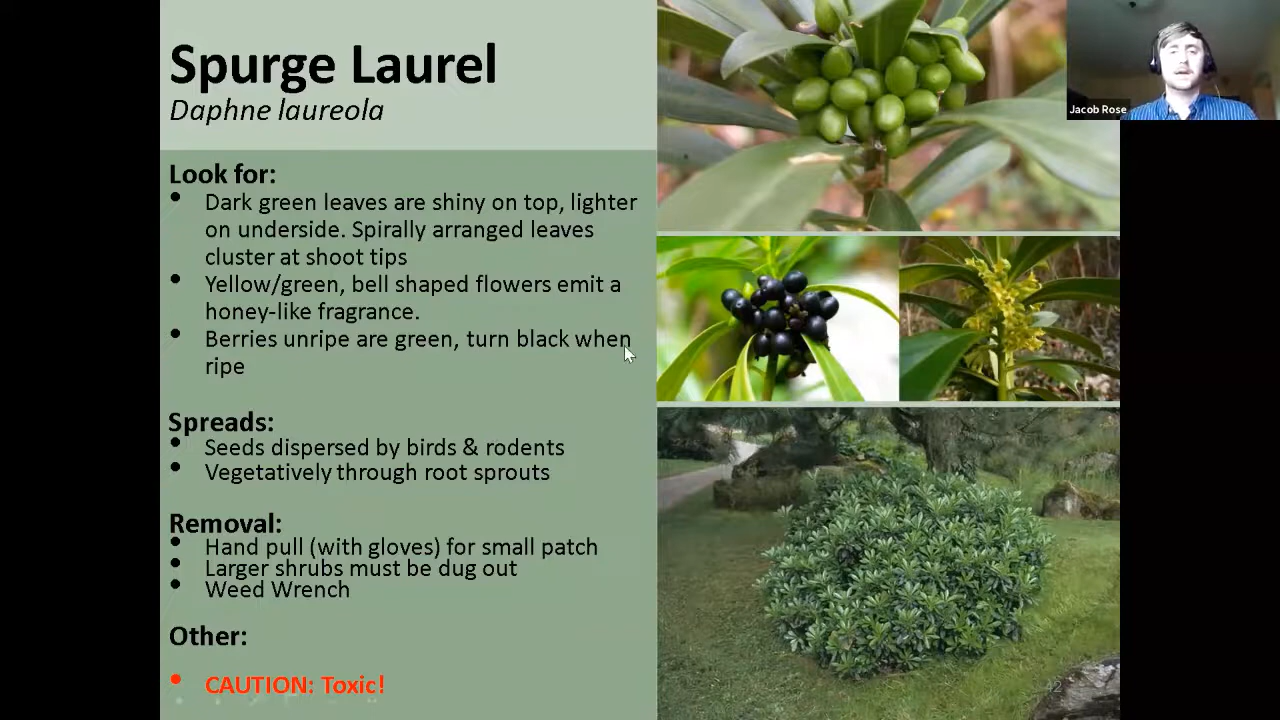 Spurge Laurel
Daphne laureola
Look for:
• Dark green leaves are shiny on top, lighter
on underside. Spirally arranged leaves
cluster at shoot tips
• Yellow/green, bell shaped flowers emit a
honey-like fragrance.
• Berries unripe are green, turn black when
ripe
Spreads:
• Seeds dispersed by birds & rodents
• Vegetatively through root sprouts
Removal:
• Hand pull (with gloves) for small patch
• Larger shrubs must be dug out
• Weed Wrench
Other:
• CAUTION: Toxic!
Jacob Rose
42